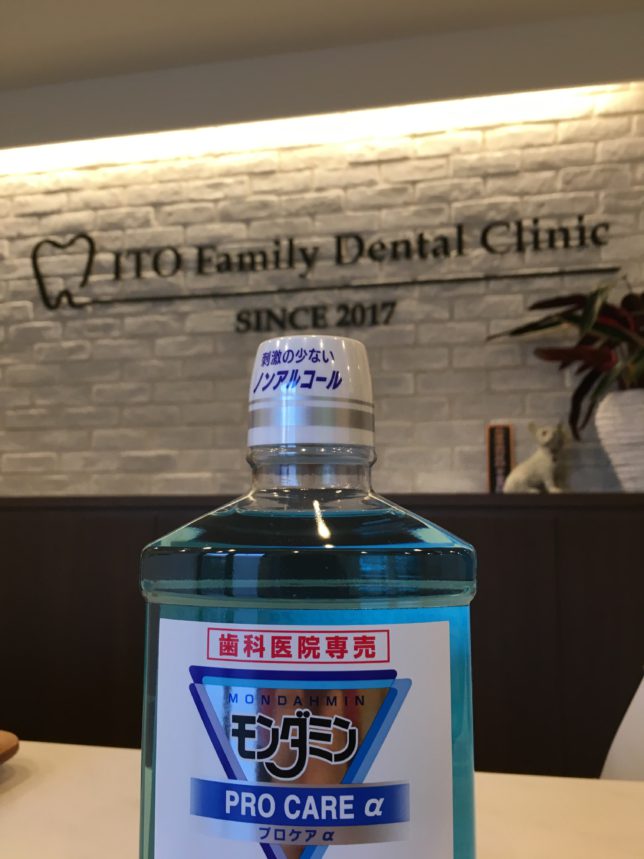 ITO Family Dental Clinic
SINCE 2017
刺激の少ない
ノンアルコール
歯科医院専売
MONDAHMIN
モンダミン
PRO CARE α
プロケアα